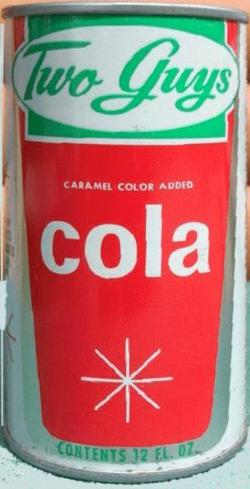 Two Guys
CARAMEL COLOR ADDED
cola
CONTENTS 12 FL. OZ.